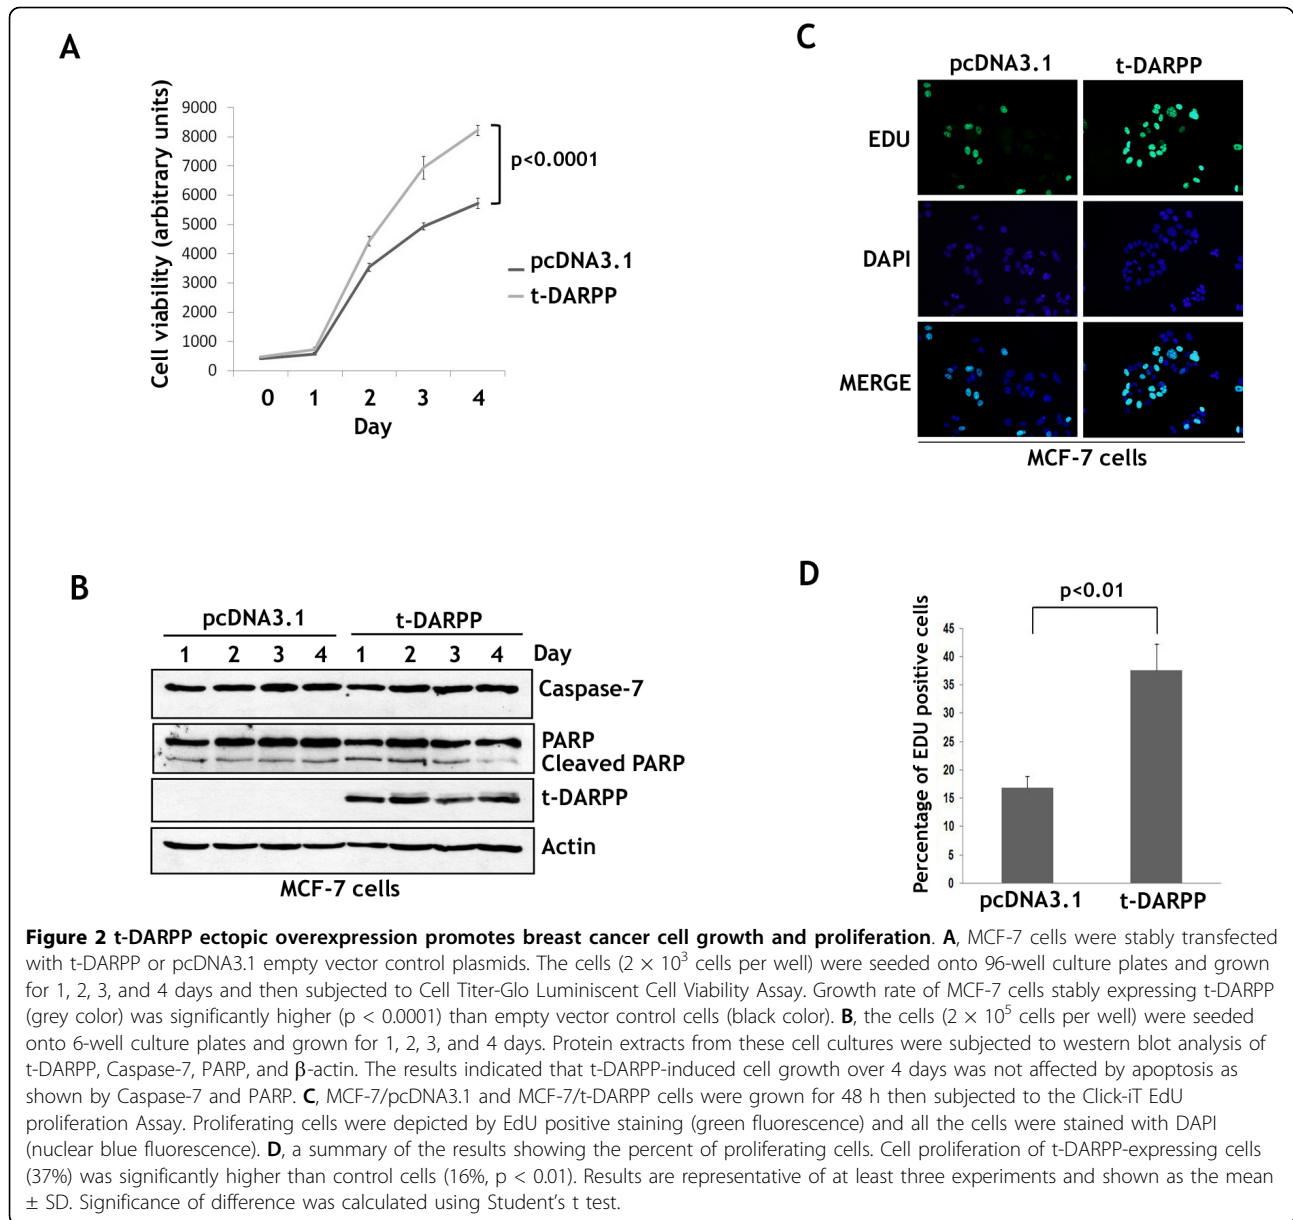 A
Cell viability (arbitrary units)
9000
8000
7000
6000
5000
4000
3000
2000
1000
0
0 1 2 3 4
Day
p<0.0001
pcDNA3.1
t-DARPP
C
pcDNA3.1 t-DARPP
EDU
DAPI
MERGE
MCF-7 cells
B
pcDNA3.1 t-DARPP
1 2 3 4 1 2 3 4 Day
Caspase-7
PARP
Cleaved PARP
t-DARPP
Actin
MCF-7 cells
D
p<0.01
Percentage of EDU positive cells
45
40
35
30
25
20
15
10
5
0
pcDNA3.1 t-DARPP
Figure 2 t-DARPP ectopic overexpression promotes breast cancer cell growth and proliferation. A, MCF-7 cells were stably transfected
with t-DARPP or pcDNA3.1 empty vector control plasmids. The cells (2 × 10³ cells per well) were seeded onto 96-well culture plates and grown
for 1, 2, 3, and 4 days and then subjected to Cell Titer-Glo Luminiscent Cell Viability Assay. Growth rate of MCF-7 cells stably expressing t-DARPP
(grey color) was significantly higher (p < 0.0001) than empty vector control cells (black color). B, the cells (2 × 10⁵ cells per well) were seeded
onto 6-well culture plates and grown for 1, 2, 3, and 4 days. Protein extracts from these cell cultures were subjected to western blot analysis of
t-DARPP, Caspase-7, PARP, and β-actin. The results indicated that t-DARPP-induced cell growth over 4 days was not affected by apoptosis as
shown by Caspase-7 and PARP. C, MCF-7/pcDNA3.1 and MCF-7/t-DARPP cells were grown for 48 h then subjected to the Click-iT EdU
proliferation Assay. Proliferating cells were depicted by EdU positive staining (green fluorescence) and all the cells were stained with DAPI
(nuclear blue fluorescence). D, a summary of the results showing the percent of proliferating cells. Cell proliferation of t-DARPP-expressing cells
(37%) was significantly higher than control cells (16%, p < 0.01). Results are representative of at least three experiments and shown as the mean
± SD. Significance of difference was calculated using Student's t test.